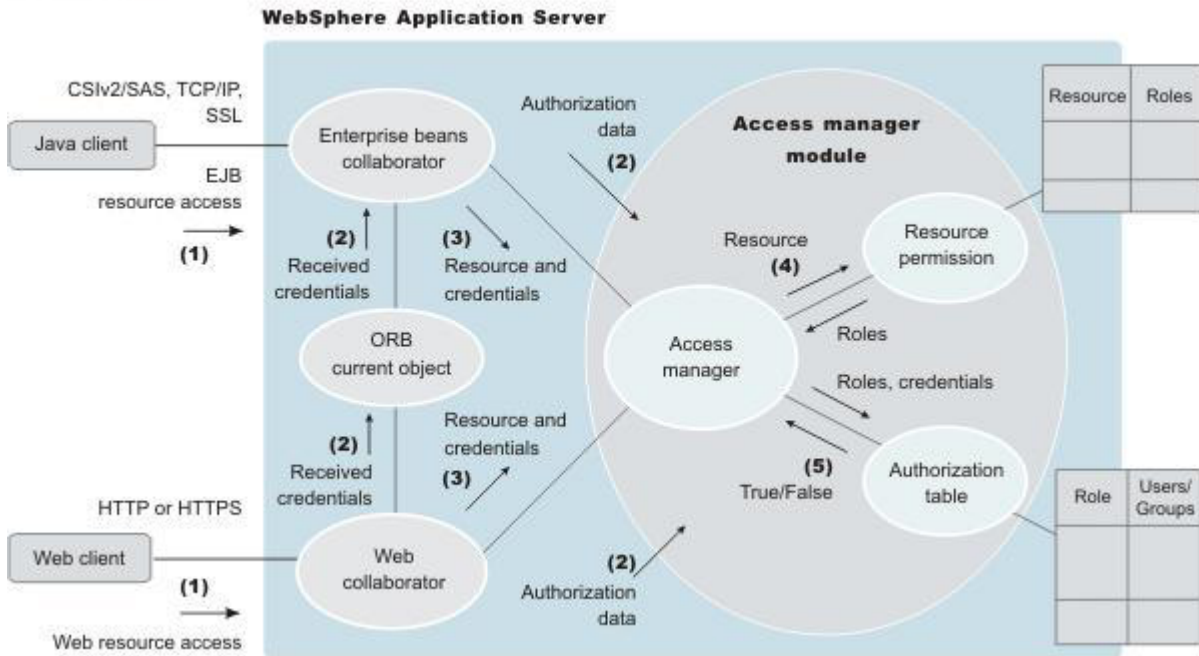 WebSphere Application Server
CSIv2/SAS, TCP/IP,
SSL
Java client
EJB
resource access
(1)
Enterprise beans
collaborator
(2)
Received
credentials
(3)
Resource and
credentials
ORB
current object
(2)
Received
credentials
Resource and
credentials
(3)
HTTP or HTTPS
Web client
(1)
Web resource access
Web
collaborator
Authorization
data
(2)
Access manager
module
Resource
(4)
Resource
permission
Roles
Access
manager
Roles, credentials
(5)
True/False
Authorization
table
(2)
Authorization
data
Resource
Roles
Role
Users/
Groups